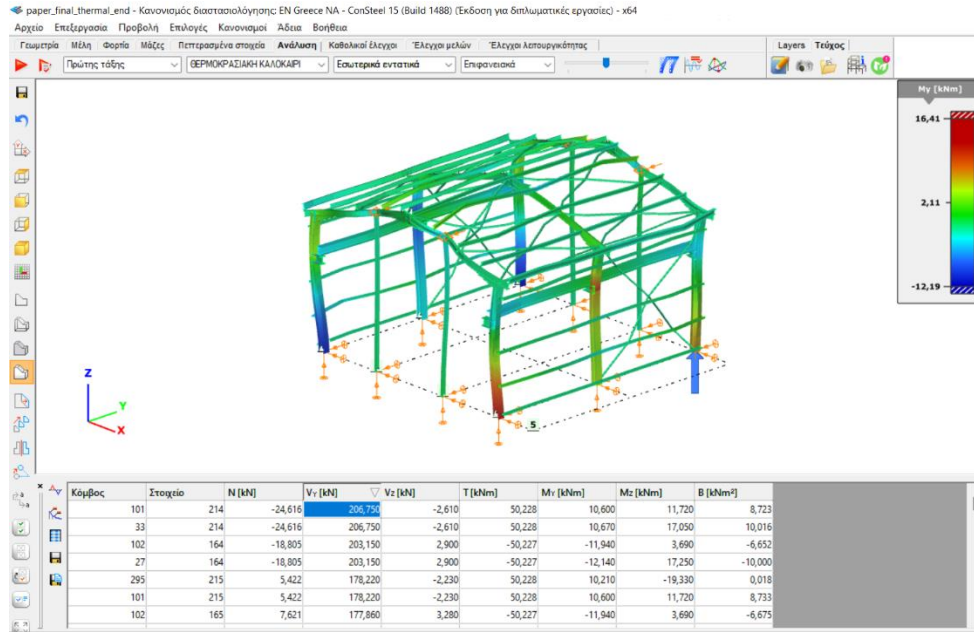 paper_final_thermal_end - Κανονισμός διαστασιολόγησης: EN Greece NA - ConSteel 15 (Build 1488) (Έκδοση για διπλωματικές εργασίες) - x64
Αρχείο Επεξεργασία Προβολή Επιλογές Κανονισμοί Άδεια Βοήθεια
Γεωμετρία Μέλη Φορτία Μάζες Πεπερασμένα στοιχεία Ανάλυση Καθολικοί έλεγχοι Έλεγχοι μελών Έλεγχοι λειτουργικότητας Layers Τεύχος
Πρώτης τάξης ΘΕΡΜΟΚΡΑΣΙΑΚΗ ΚΑΛΟΚΑΙΡΙ Εσωτερικά εντατικά Επιφανειακά
My [kNm]
16,41
2,11
-12,19
Z
Y
X
5
Κόμβος Στοιχείο N [kN] VY [kN] VZ [kN] T [kNm] MY [kNm] MZ [kNm] B [kNm²]
101 214 -24,616 206,750 -2,610 50,228 10,600 11,720 8,723
33 214 -24,616 206,750 -2,610 50,228 10,670 17,050 10,016
102 164 -18,805 203,150 2,900 -50,227 -11,940 3,690 -6,652
27 164 -18,805 203,150 2,900 -50,227 -12,140 17,250 -10,000
295 215 5,422 178,220 -2,230 50,228 10,210 -19,330 0,018
101 215 5,422 178,220 -2,230 50,228 10,600 11,720 8,733
102 165 7,621 177,860 3,280 -50,227 -11,940 3,690 -6,675